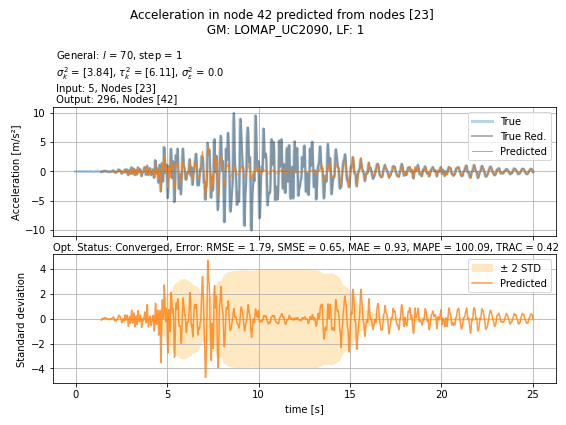 Acceleration in node 42 predicted from nodes [23]
GM: LOMAP_UC2090, LF: 1
General: l = 70, step = 1
σ²ₖ = [3.84], τ²ₖ = [6.11], σ²ε = 0.0
Input: 5, Nodes [23]
Output: 296, Nodes [42]
10
5
0
−5
−10
Acceleration [m/s²]
True
True Red.
Predicted
Opt. Status: Converged, Error: RMSE = 1.79, SMSE = 0.65, MAE = 0.93, MAPE = 100.09, TRAC = 0.42
4
2
0
−2
−4
Standard deviation
± 2 STD
Predicted
0 5 10 15 20 25
time [s]